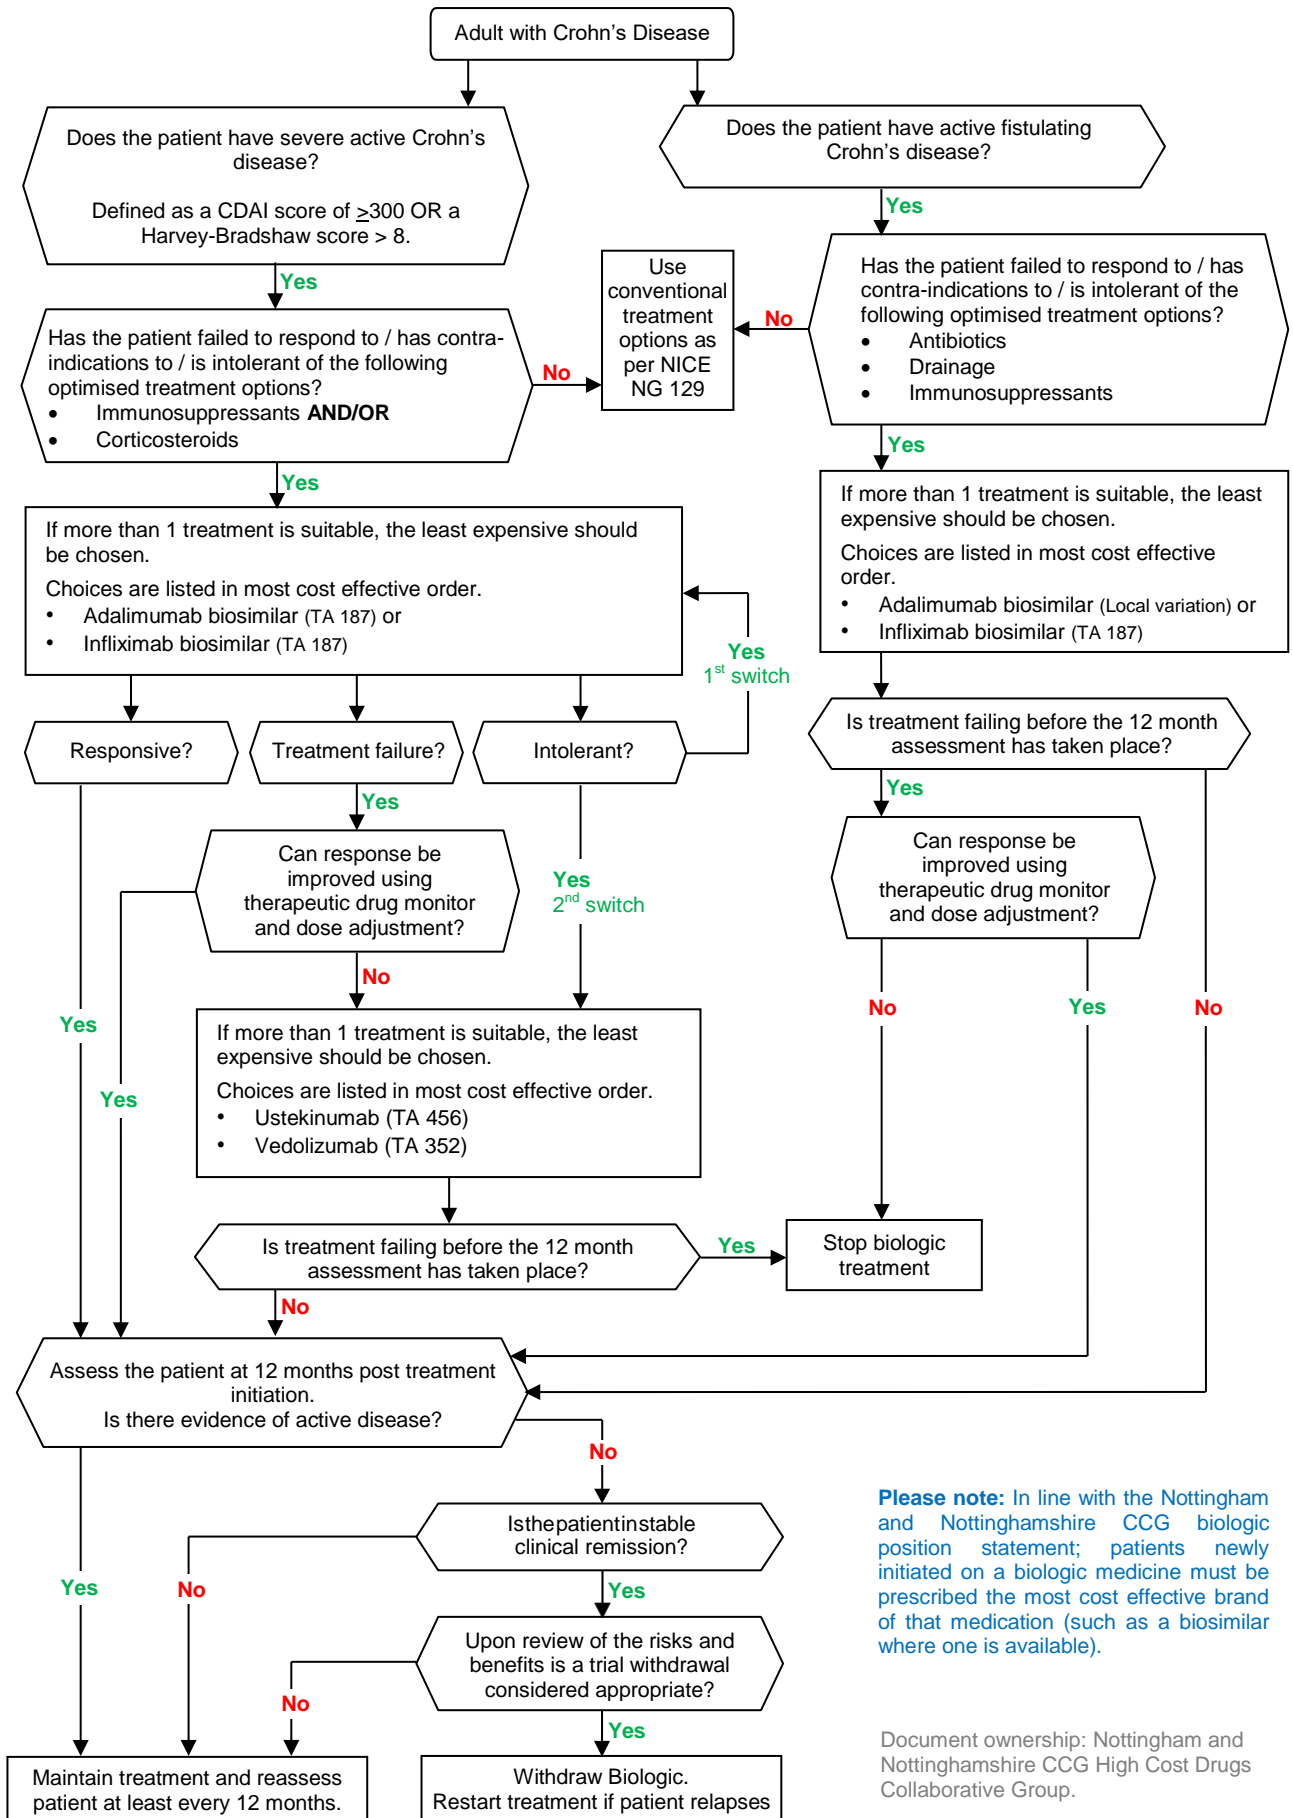 Adult with Crohn’s Disease
Does the patient have severe active Crohn’s
disease?
Defined as a CDAI score of ≥300 OR a
Harvey-Bradshaw score > 8.
Does the patient have active fistulating
Crohn’s disease?
Yes
Yes
Has the patient failed to respond to / has contra-
indications to / is intolerant of the following
optimised treatment options?
• Immunosuppressants AND/OR
• Corticosteroids
No
Use
conventional
treatment
options as
per NICE
NG 129
No
Has the patient failed to respond to / has
contra-indications to / is intolerant of the
following optimised treatment options?
• Antibiotics
• Drainage
• Immunosuppressants
Yes
Yes
If more than 1 treatment is suitable, the least expensive should
be chosen.
Choices are listed in most cost effective order.
• Adalimumab biosimilar (TA 187) or
• Infliximab biosimilar (TA 187)
Yes
1st switch
If more than 1 treatment is suitable, the least
expensive should be chosen.
Choices are listed in most cost effective
order.
• Adalimumab biosimilar (Local variation) or
• Infliximab biosimilar (TA 187)
Responsive?
Treatment failure?
Intolerant?
Is treatment failing before the 12 month
assessment has taken place?
Yes
Yes
Can response be
improved using
therapeutic drug monitor
and dose adjustment?
Yes
2nd switch
Can response be
improved using
therapeutic drug monitor
and dose adjustment?
No
Yes
Yes
No
Yes
No
If more than 1 treatment is suitable, the least
expensive should be chosen.
Choices are listed in most cost effective order.
• Ustekinumab (TA 456)
• Vedolizumab (TA 352)
Is treatment failing before the 12 month
assessment has taken place?
Yes
Stop biologic
treatment
No
Assess the patient at 12 months post treatment
initiation.
Is there evidence of active disease?
No
Isthepatientinstable
clinical remission?
Yes
No
Yes
Upon review of the risks and
benefits is a trial withdrawal
considered appropriate?
No
Yes
Maintain treatment and reassess
patient at least every 12 months.
Withdraw Biologic.
Restart treatment if patient relapses
Please note: In line with the Nottingham
and Nottinghamshire CCG biologic
position statement; patients newly
initiated on a biologic medicine must be
prescribed the most cost effective brand
of that medication (such as a biosimilar
where one is available).
Document ownership: Nottingham and
Nottinghamshire CCG High Cost Drugs
Collaborative Group.